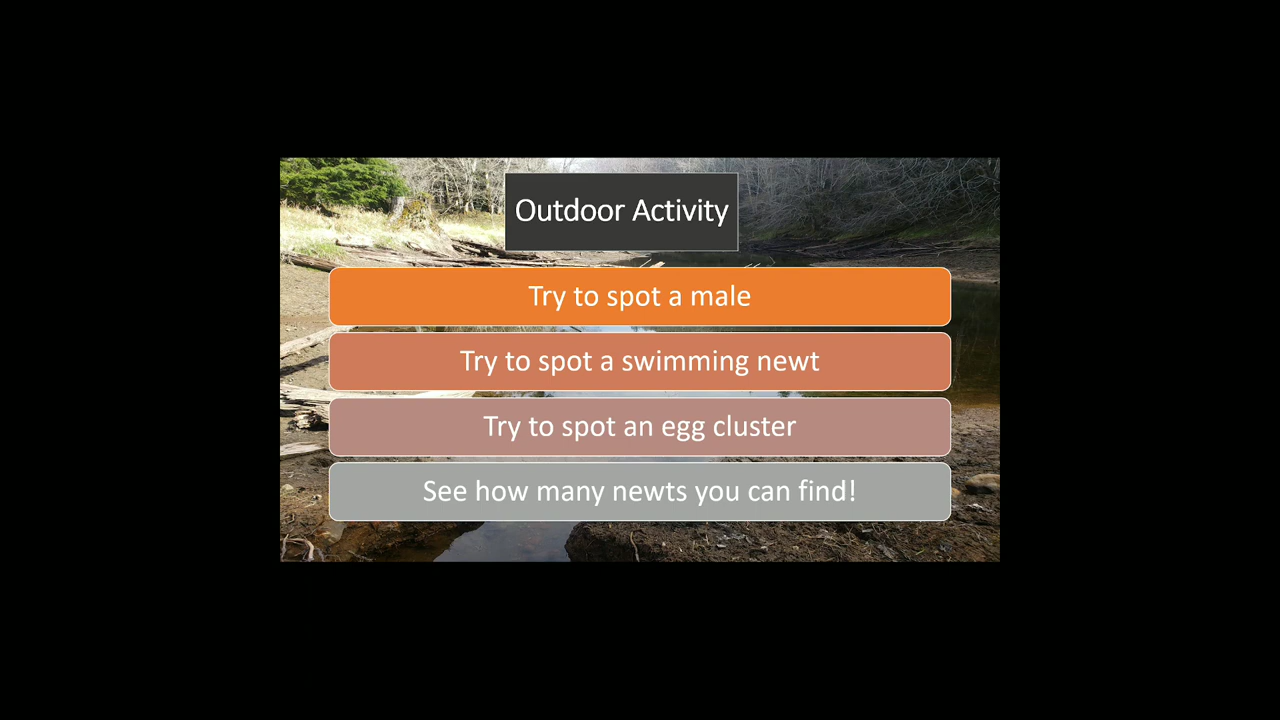 Outdoor Activity
Try to spot a male
Try to spot a swimming newt
Try to spot an egg cluster
See how many newts you can find!